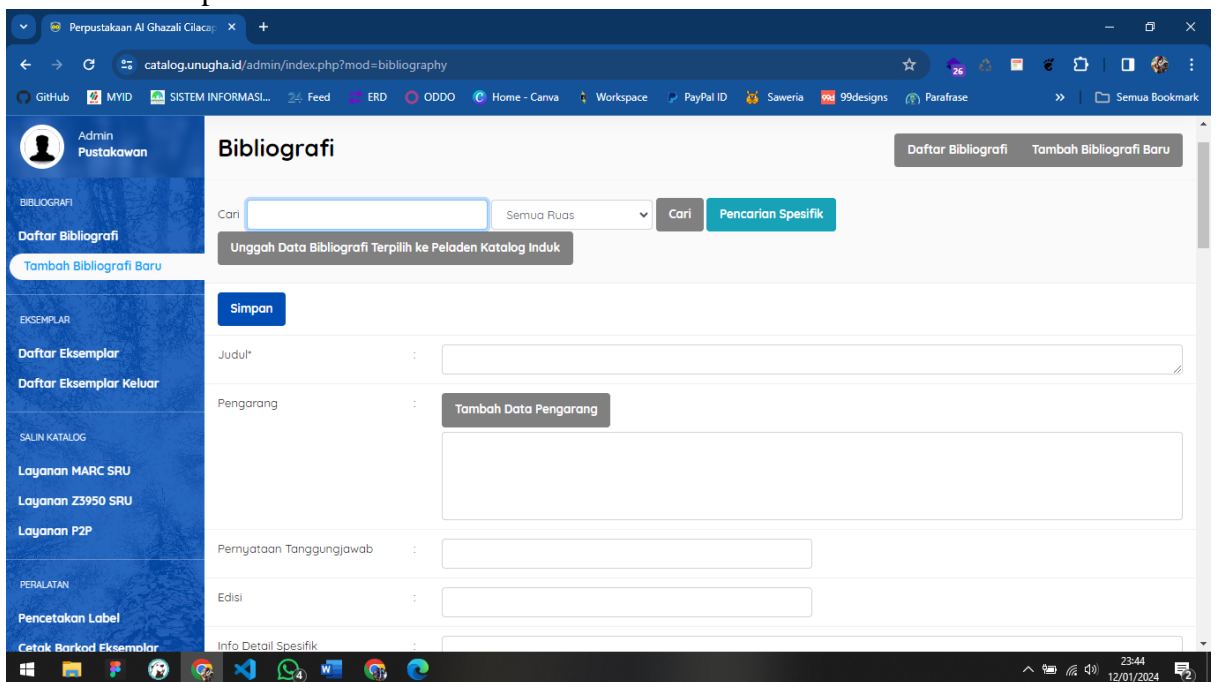 Perpustakaan Al Ghazali Cilacap
catalog.unugha.id/admin/index.php?mod=bibliography
26
GitHub MYID SISTEM INFORMASI... 24 Feed ERD ODDO Home - Canva Workspace PayPal ID Saweria 99designs Parafrase » Semua Bookmark
Admin
Pustakawan
BIBLIOGRAFI
Daftar Bibliografi
Tambah Bibliografi Baru
EKSEMPLAR
Daftar Eksemplar
Daftar Eksemplar Keluar
SALIN KATALOG
Layanan MARC SRU
Layanan Z3950 SRU
Layanan P2P
PERALATAN
Pencetakan Label
Cetak Barkod Eksemplar
Bibliografi
Daftar Bibliografi Tambah Bibliografi Baru
Cari Semua Ruas Cari Pencarian Spesifik
Unggah Data Bibliografi Terpilih ke Peladen Katalog Induk
Simpan
Judul* :
Pengarang : Tambah Data Pengarang
Pernyataan Tanggungjawab :
Edisi :
Info Detail Spesifik :
23:44
12/01/2024